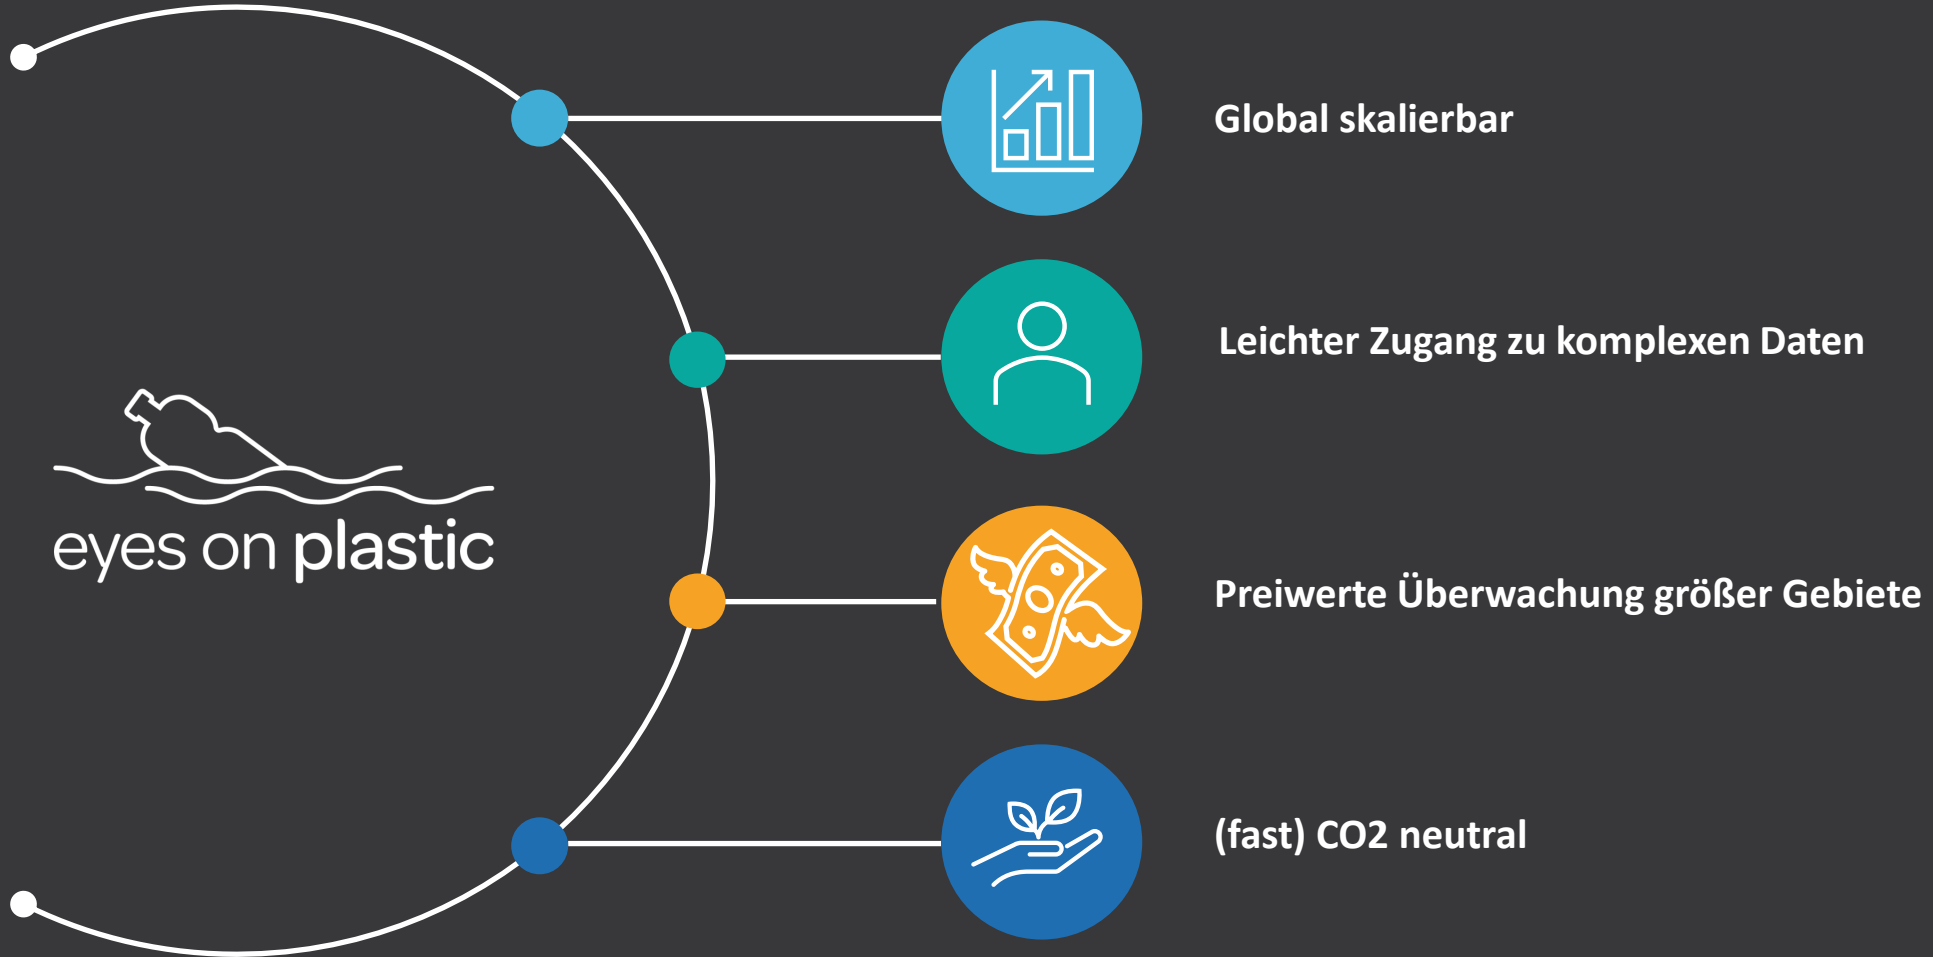 Global skalierbar
Leichter Zugang zu komplexen Daten
eyes on plastic
Preiwerte Überwachung größer Gebiete
(fast) CO2 neutral